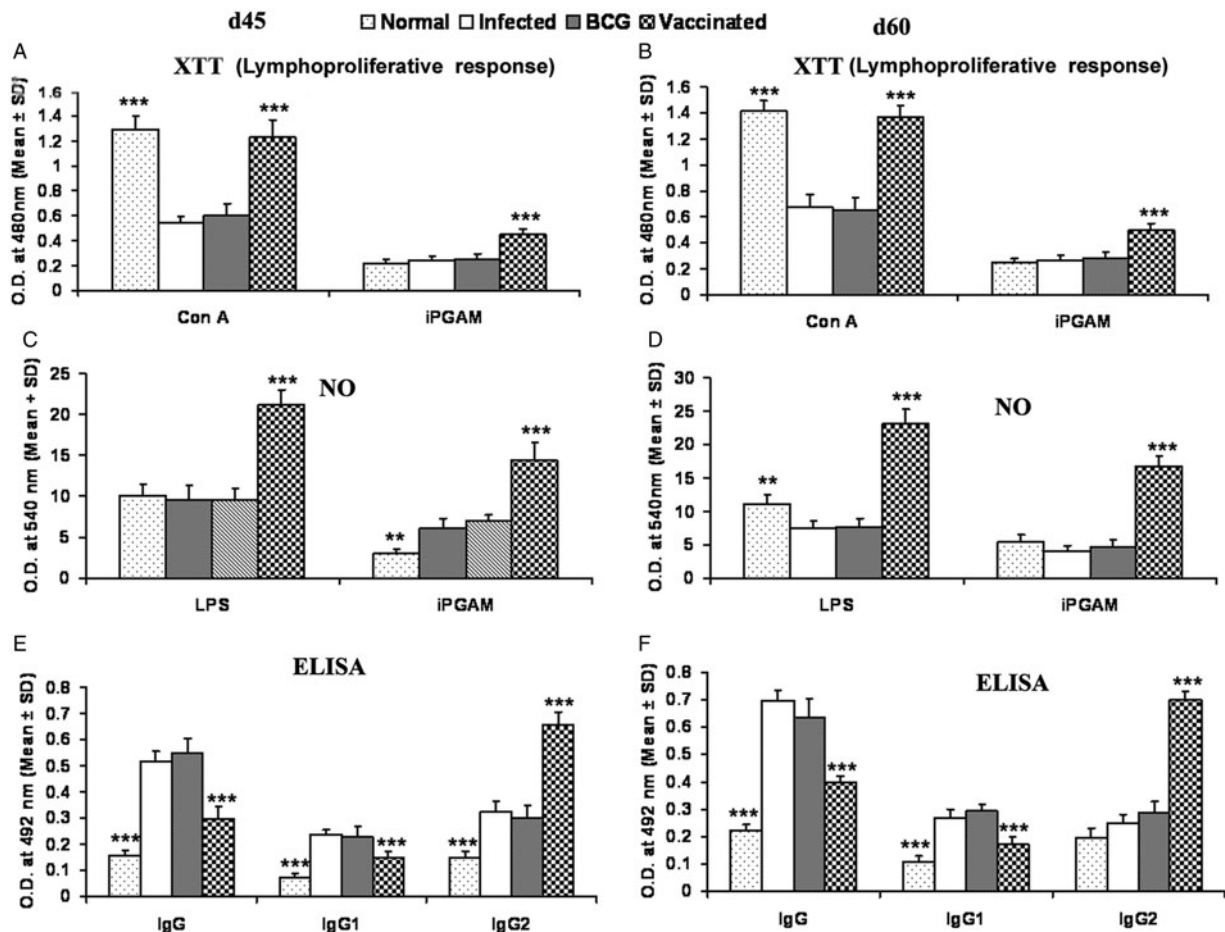 d45 Normal Infected BCG Vaccinated d60
A
XTT (Lymphoproliferative response)
O.D. at 480nm (Mean ± SD)
1.6
1.4
1.2
1
0.8
0.6
0.4
0.2
0
*** *** ***
Con A iPGAM
B
XTT (Lymphoproliferative response)
O.D. at 480nm (Mean ± SD)
1.6
1.4
1.2
1
0.8
0.6
0.4
0.2
0
*** *** ***
Con A iPGAM
C
NO
O.D. at 540 nm (Mean + SD)
25
20
15
10
5
0
*** ** ***
LPS iPGAM
D
NO
O.D. at 540nm (Mean ± SD)
30
25
20
15
10
5
0
** *** ***
LPS iPGAM
E
ELISA
O.D. at 492 nm (Mean ± SD)
0.8
0.7
0.6
0.5
0.4
0.3
0.2
0.1
0
*** *** *** *** *** ***
IgG IgG1 IgG2
F
ELISA
O.D. at 492 nm (Mean ± SD)
0.8
0.7
0.6
0.5
0.4
0.3
0.2
0.1
0
*** *** *** *** ***
IgG IgG1 IgG2